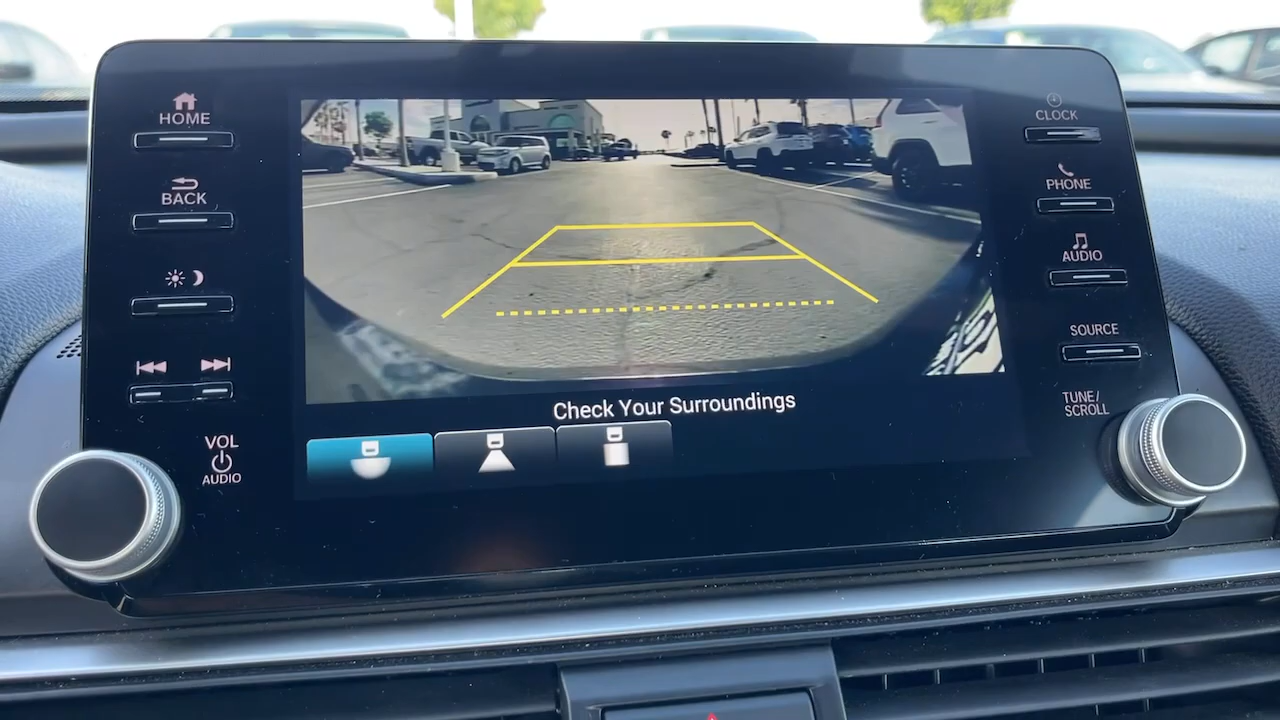 HOME
BACK
VOL
AUDIO
Check Your Surroundings
CLOCK
PHONE
AUDIO
SOURCE
TUNE/
SCROLL